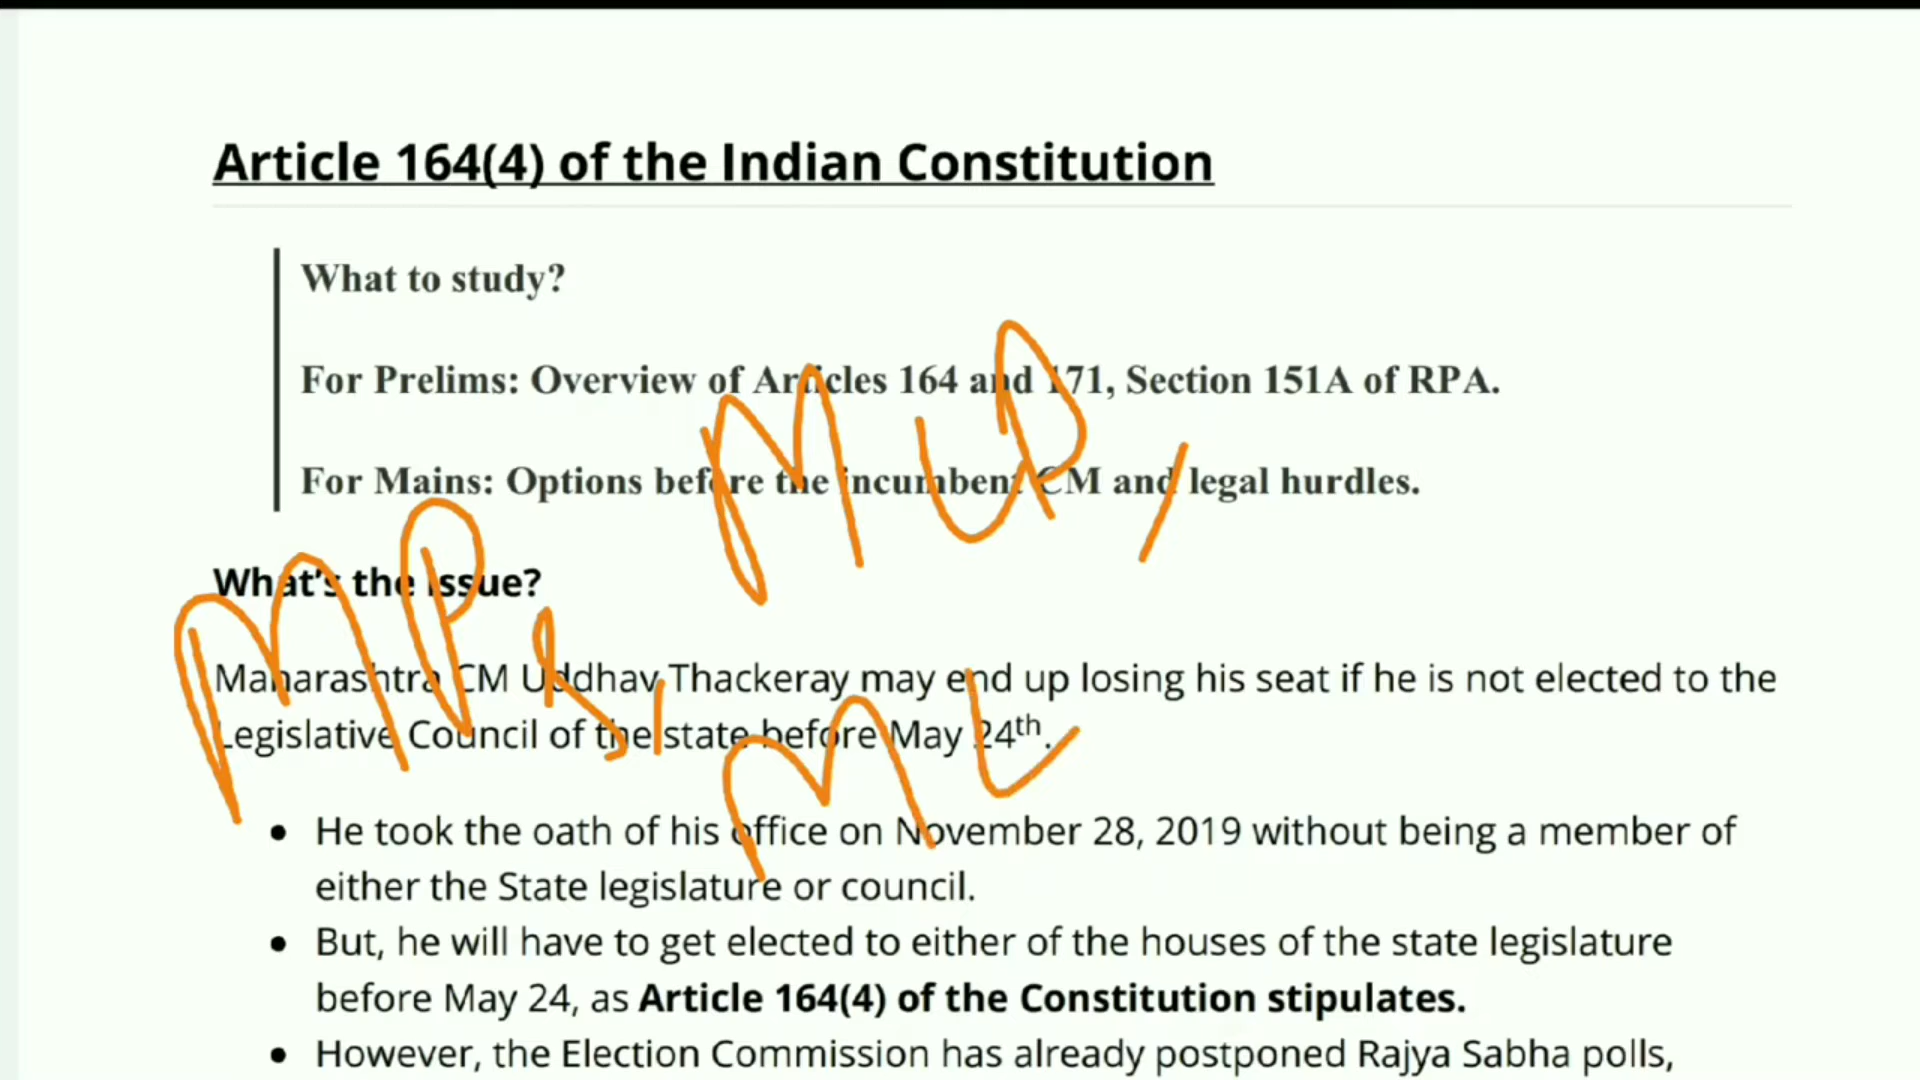 Article 164(4) of the Indian Constitution
What to study?
For Prelims: Overview of Articles 164 and 171, Section 151A of RPA.
For Mains: Options before the incumbent CM and legal hurdles.
What's the issue?
Maharashtra CM Uddhav Thackeray may end up losing his seat if he is not elected to the
Legislative Council of the state before May 24th.
He took the oath of his office on November 28, 2019 without being a member of
either the State legislature or council.
But, he will have to get elected to either of the houses of the state legislature
before May 24, as Article 164(4) of the Constitution stipulates.
However, the Election Commission has already postponed Rajya Sabha polls,